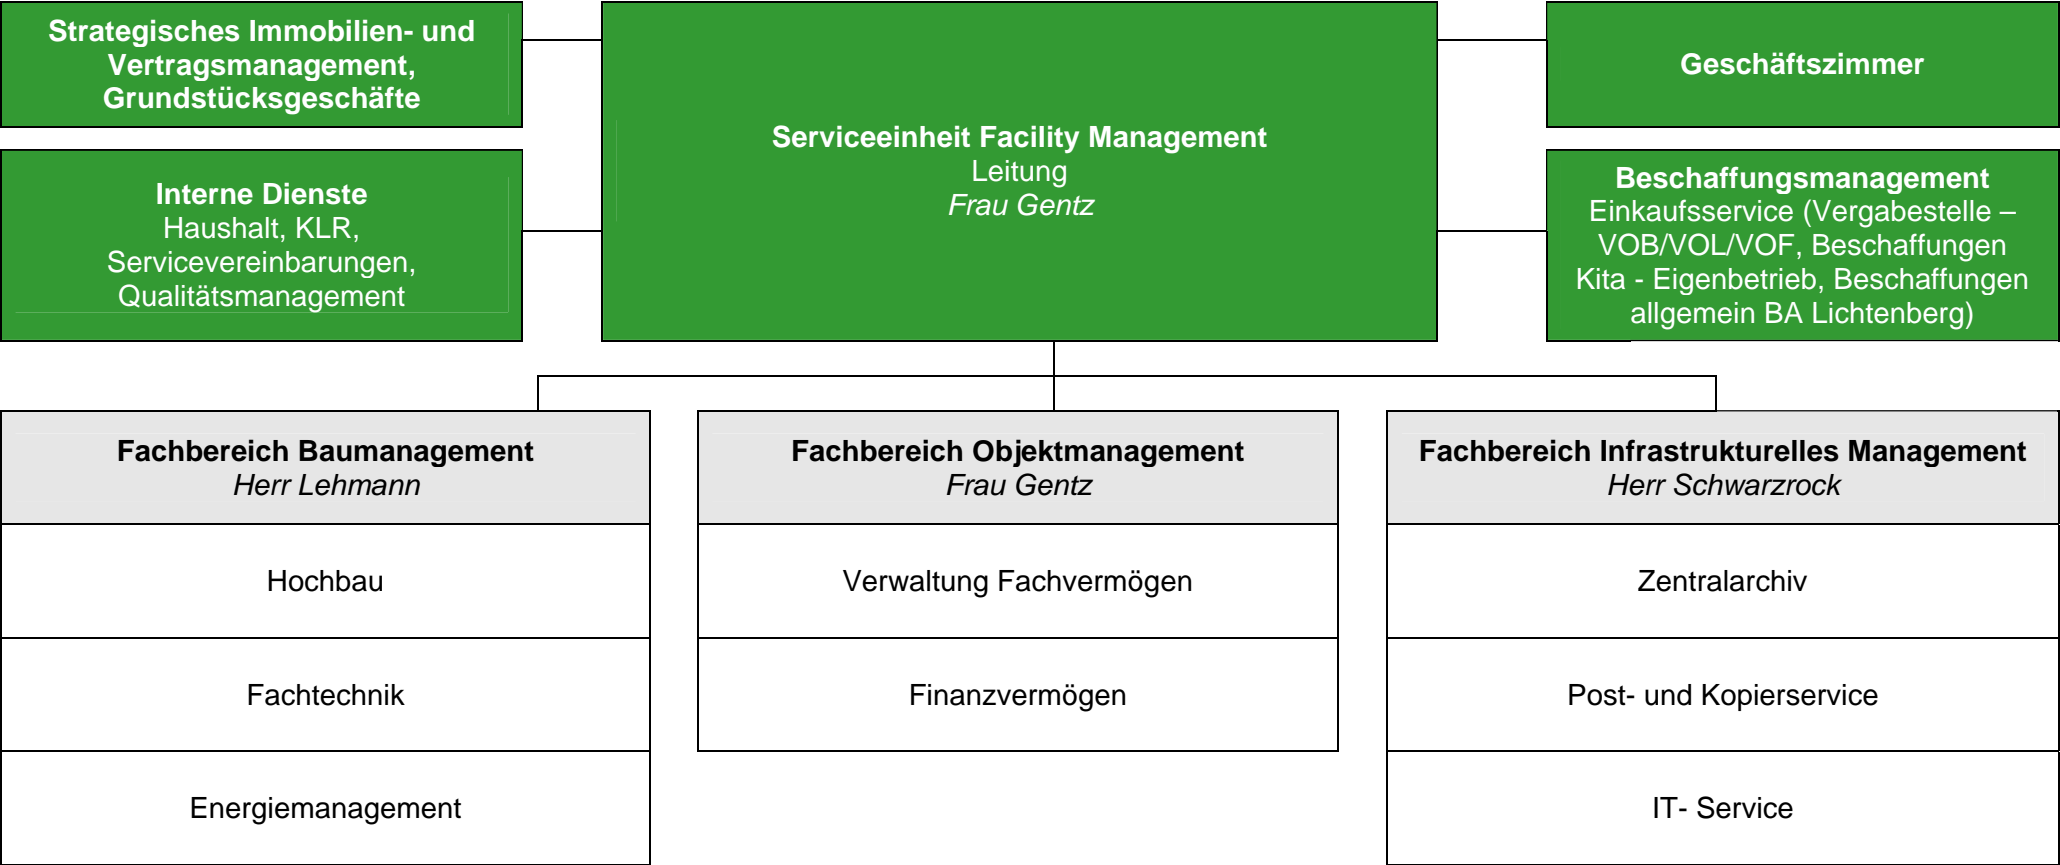 Strategisches Immobilien- und
Vertragsmanagement,
Grundstücksgeschäfte
Serviceeinheit Facility Management
Leitung
Frau Gentz
Geschäftszimmer
Interne Dienste
Haushalt, KLR,
Servicevereinbarungen,
Qualitätsmanagement
Beschaffungsmanagement
Einkaufsservice (Vergabestelle –
VOB/VOL/VOF, Beschaffungen
Kita - Eigenbetrieb, Beschaffungen
allgemein BA Lichtenberg)
Fachbereich Baumanagement
Herr Lehmann
Hochbau
Fachtechnik
Energiemanagement
Fachbereich Objektmanagement
Frau Gentz
Verwaltung Fachvermögen
Finanzvermögen
Fachbereich Infrastrukturelles Management
Herr Schwarzrock
Zentralarchiv
Post- und Kopierservice
IT- Service